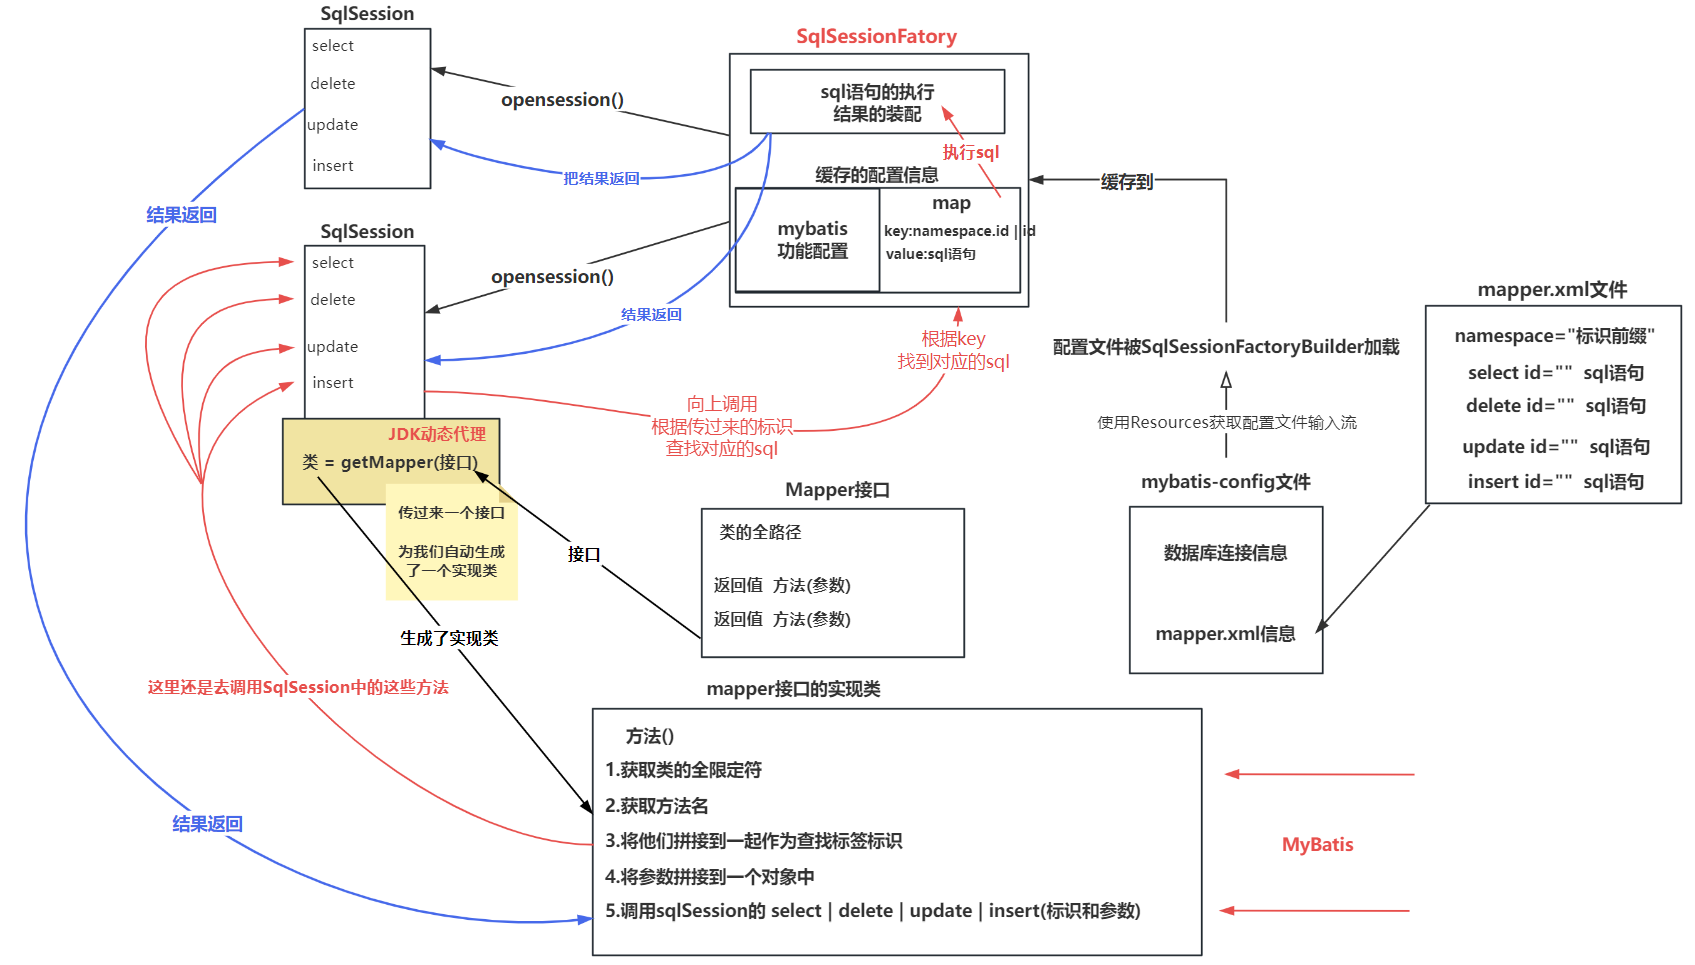 SqlSession
select
delete
update
insert
opensession()
把结果返回
结果返回
SqlSessionFatory
sql语句的执行
结果的装配
执行sql
缓存的配置信息
mybatis
功能配置
map
key:namespace.id | id
value:sql语句
缓存到
SqlSession
select
delete
update
insert
opensession()
结果返回
根据key
找到对应的sql
向上调用
根据传过来的标识
查找对应的sql
JDK动态代理
类 = getMapper(接口)
传过来一个接口
为我们自动生成
了一个实现类
接口
生成了实现类
Mapper接口
类的全路径
返回值 方法(参数)
返回值 方法(参数)
配置文件被SqlSessionFactoryBuilder加载
使用Resources获取配置文件输入流
mybatis-config文件
数据库连接信息
mapper.xml信息
mapper.xml文件
namespace="标识前缀"
select id="" sql语句
delete id="" sql语句
update id="" sql语句
insert id="" sql语句
这里还是去调用SqlSession中的这些方法
结果返回
mapper接口的实现类
方法()
1.获取类的全限定符
2.获取方法名
3.将他们拼接到一起作为查找标签标识
4.将参数拼接到一个对象中
5.调用sqlSession的 select | delete | update | insert(标识和参数)
MyBatis